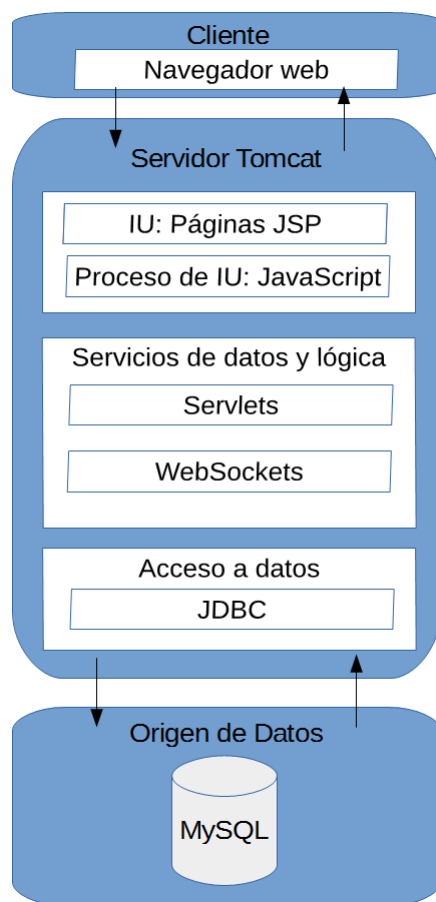 Cliente
Navegador web
Servidor Tomcat
IU: Páginas JSP
Proceso de IU: JavaScript
Servicios de datos y lógica
Servlets
WebSockets
Acceso a datos
JDBC
Origen de Datos
MySQL